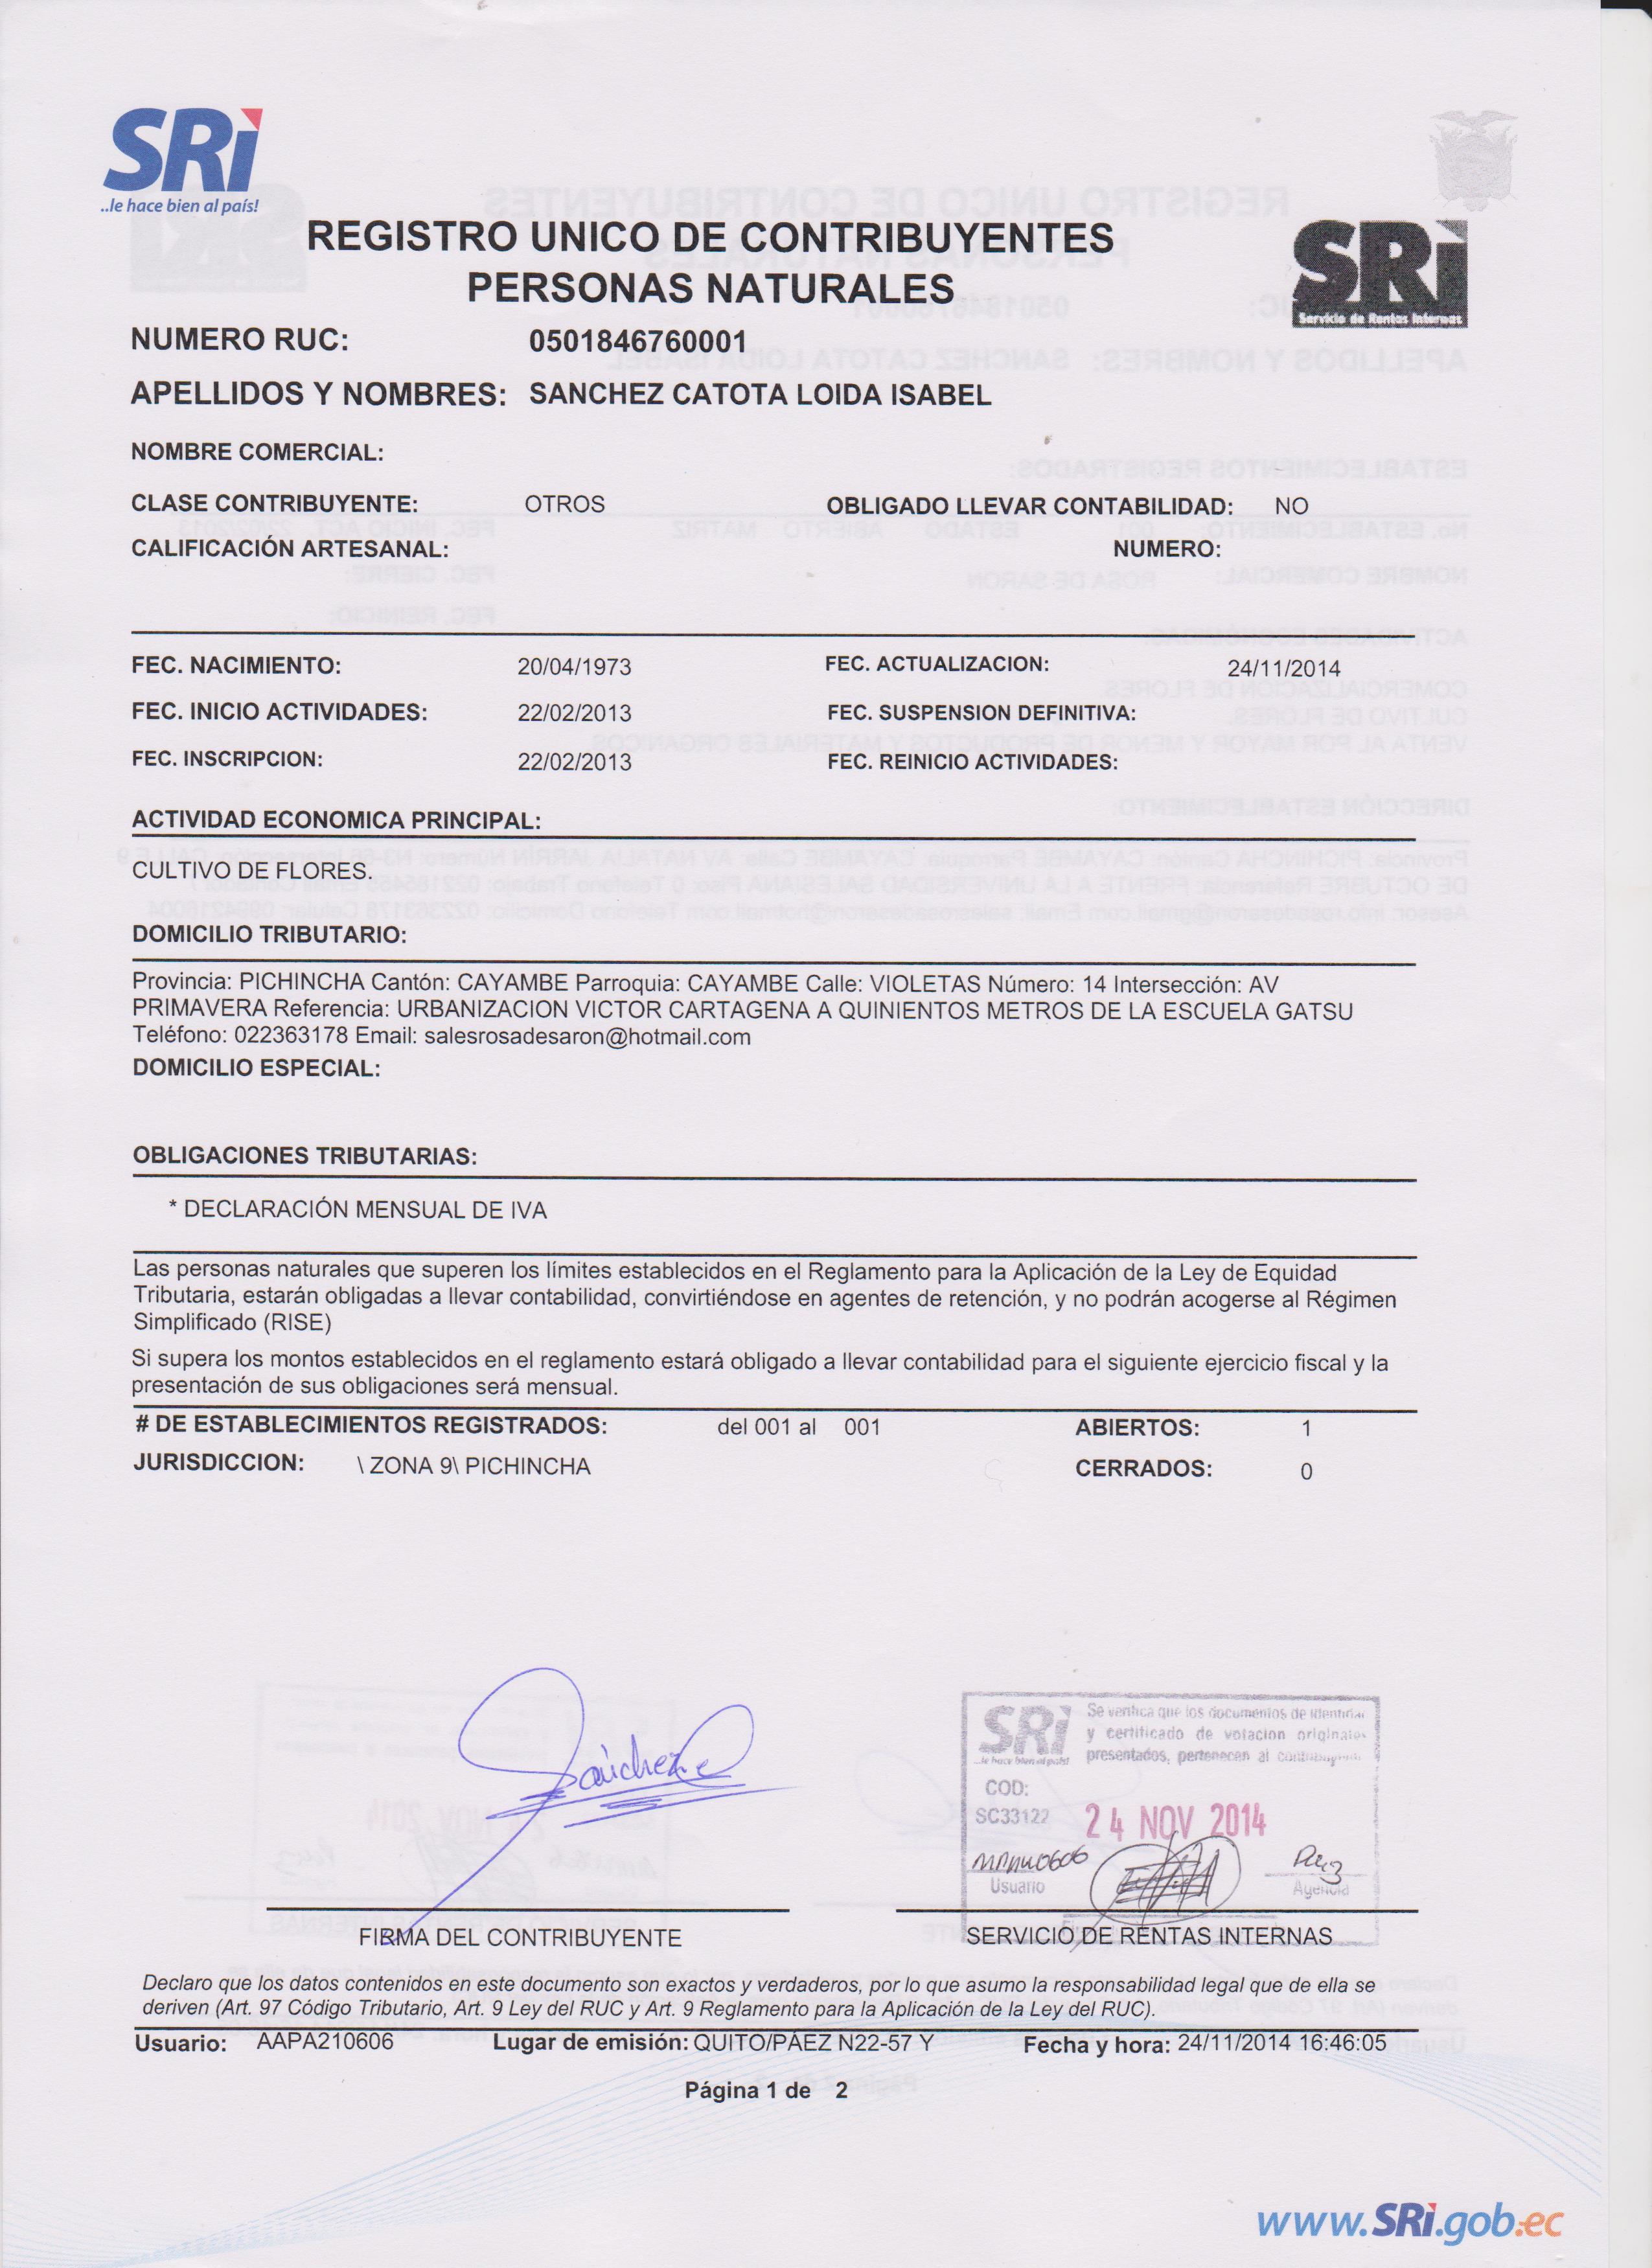 SRi
..le hace bien al país!
REGISTRO UNICO DE CONTRIBUYENTES
PERSONAS NATURALES
SRi
Servicio de Rentas Internas
NUMERO RUC: 0501846760001
APELLIDOS Y NOMBRES: SANCHEZ CATOTA LOIDA ISABEL
NOMBRE COMERCIAL:
CLASE CONTRIBUYENTE: OTROS OBLIGADO LLEVAR CONTABILIDAD: NO
CALIFICACIÓN ARTESANAL: NUMERO:
FEC. NACIMIENTO: 20/04/1973 FEC. ACTUALIZACION: 24/11/2014
FEC. INICIO ACTIVIDADES: 22/02/2013 FEC. SUSPENSION DEFINITIVA:
FEC. INSCRIPCION: 22/02/2013 FEC. REINICIO ACTIVIDADES:
ACTIVIDAD ECONOMICA PRINCIPAL:
CULTIVO DE FLORES.
DOMICILIO TRIBUTARIO:
Provincia: PICHINCHA Cantón: CAYAMBE Parroquia: CAYAMBE Calle: VIOLETAS Número: 14 Intersección: AV
PRIMAVERA Referencia: URBANIZACION VICTOR CARTAGENA A QUINIENTOS METROS DE LA ESCUELA GATSU
Teléfono: 022363178 Email: salesrosadesaron@hotmail.com
DOMICILIO ESPECIAL:
OBLIGACIONES TRIBUTARIAS:
* DECLARACIÓN MENSUAL DE IVA
Las personas naturales que superen los límites establecidos en el Reglamento para la Aplicación de la Ley de Equidad
Tributaria, estarán obligadas a llevar contabilidad, convirtiéndose en agentes de retención, y no podrán acogerse al Régimen
Simplificado (RISE)
Si supera los montos establecidos en el reglamento estará obligado a llevar contabilidad para el siguiente ejercicio fiscal y la
presentación de sus obligaciones será mensual.
# DE ESTABLECIMIENTOS REGISTRADOS: del 001 al 001 ABIERTOS: 1
JURISDICCION: \ ZONA 9\ PICHINCHA CERRADOS: 0
Sánchez
SRi
..le hace bien al país!
Se verifica que los documentos de identidad
y certificado de votacion originales
presentados, pertenecen al contribuyente
COD:
SC33122
24 NOV 2014
Usuario
Agencia
FIRMA DEL CONTRIBUYENTE SERVICIO DE RENTAS INTERNAS
Declaro que los datos contenidos en este documento son exactos y verdaderos, por lo que asumo la responsabilidad legal que de ella se
deriven (Art. 97 Código Tributario, Art. 9 Ley del RUC y Art. 9 Reglamento para la Aplicación de la Ley del RUC).
Usuario: AAPA210606 Lugar de emisión: QUITO/PÁEZ N22-57 Y Fecha y hora: 24/11/2014 16:46:05
Página 1 de 2
www.SRi.gob.ec